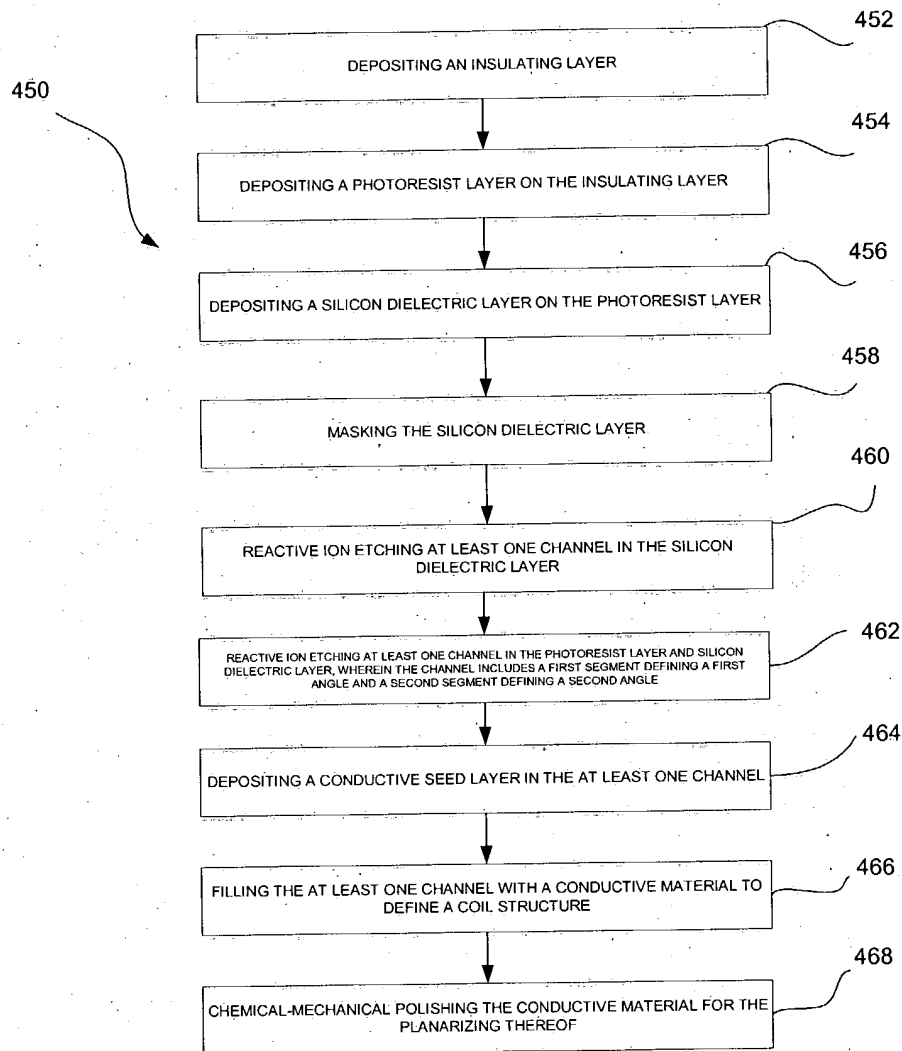 452
DEPOSITING AN INSULATING LAYER
450
454
DEPOSITING A PHOTORESIST LAYER ON THE INSULATING LAYER
456
DEPOSITING A SILICON DIELECTRIC LAYER ON THE PHOTORESIST LAYER
458
MASKING THE SILICON DIELECTRIC LAYER
460
REACTIVE ION ETCHING AT LEAST ONE CHANNEL IN THE SILICON
DIELECTRIC LAYER
462
REACTIVE ION ETCHING AT LEAST ONE CHANNEL IN THE PHOTORESIST LAYER AND SILICON
DIELECTRIC LAYER, WHEREIN THE CHANNEL INCLUDES A FIRST SEGMENT DEFINING A FIRST
ANGLE AND A SECOND SEGMENT DEFINING A SECOND ANGLE
464
DEPOSITING A CONDUCTIVE SEED LAYER IN THE AT LEAST ONE CHANNEL
466
FILLING THE AT LEAST ONE CHANNEL WITH A CONDUCTIVE MATERIAL TO
DEFINE A COIL STRUCTURE
468
CHEMICAL-MECHANICAL POLISHING THE CONDUCTIVE MATERIAL FOR THE
PLANARIZING THEREOF